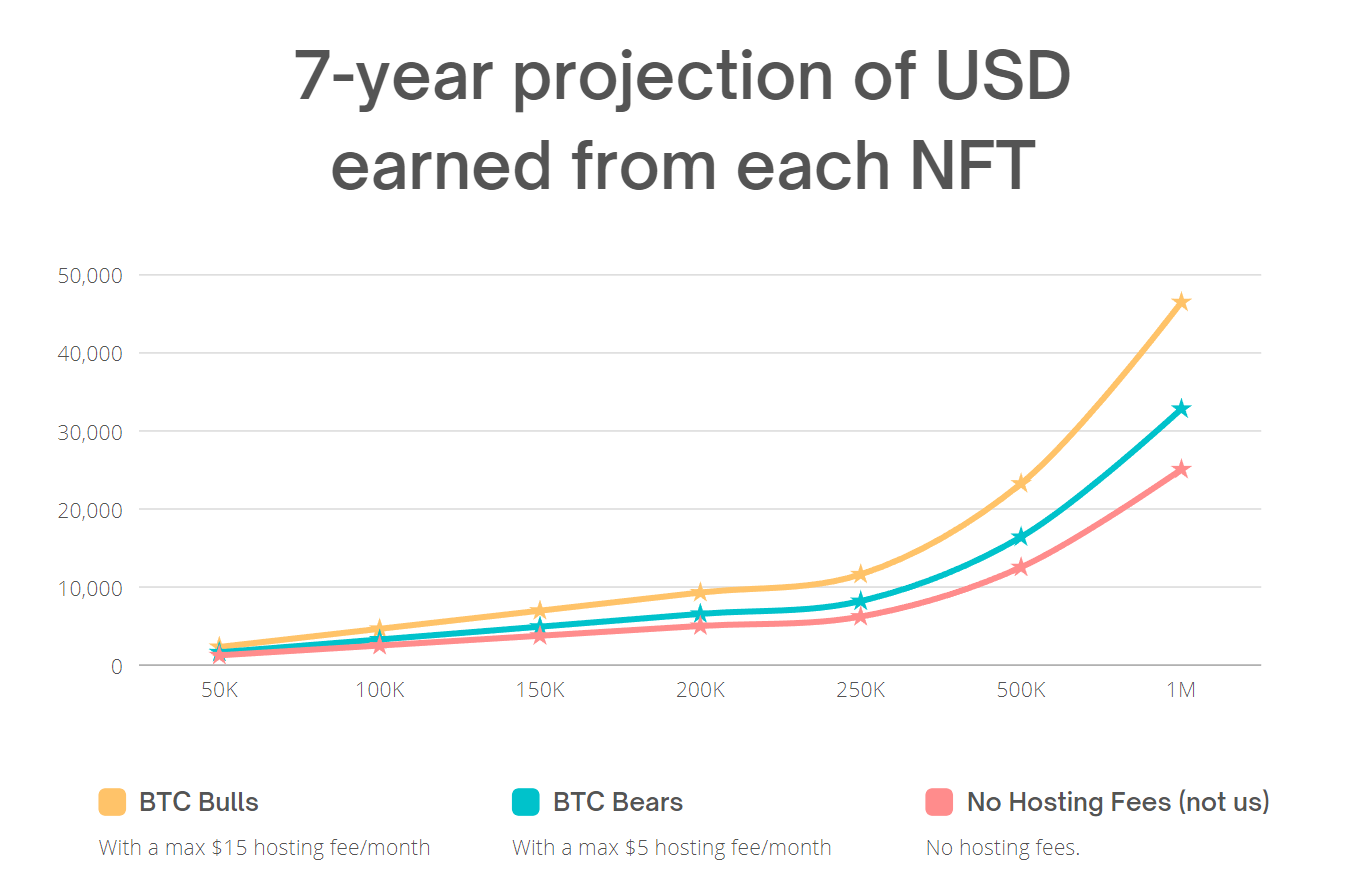 7-year projection of USD
earned from each NFT
50,000
40,000
30,000
20,000
10,000
0
50K 100K 150K 200K 250K 500K 1M
BTC Bulls BTC Bears No Hosting Fees (not us)
With a max $15 hosting fee/month With a max $5 hosting fee/month No hosting fees.